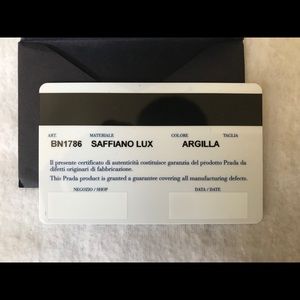 ART. MATERIALE COLORE TAGLIA
BN1786 SAFFIANO LUX ARGILLA
Il presente certificato di autenticità costituisce garanzia del prodotto Prada da
difetti originari di fabbricazione.
This Prada product is granted a guarantee covering all manufacturing defects.
NEGOZIO / SHOP DATA / DATE